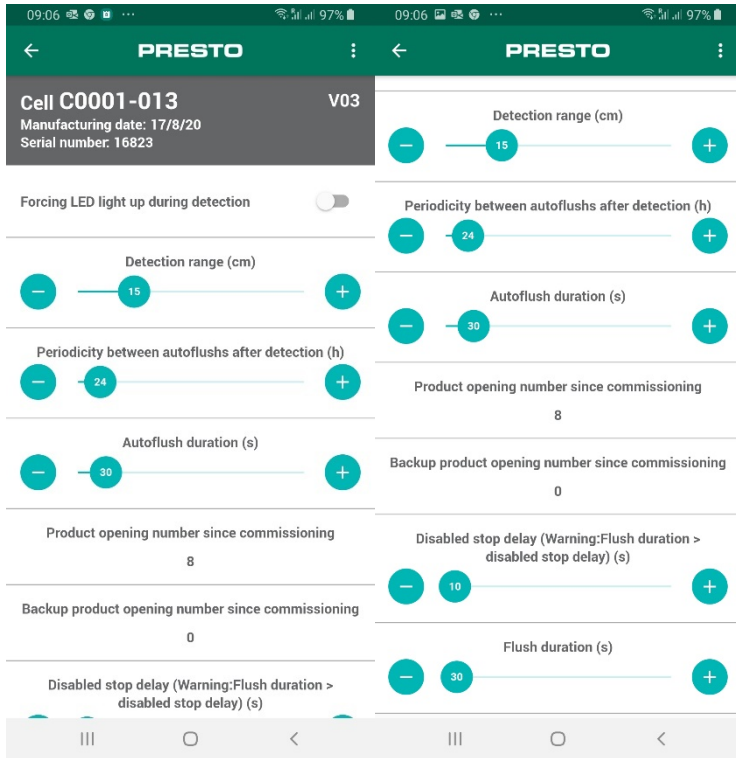 09:06 97%
PRESTO
Cell C0001-013 V03
Manufacturing date: 17/8/20
Serial number: 16823
Forcing LED light up during detection
Detection range (cm)
15
Periodicity between autoflushs after detection (h)
24
Autoflush duration (s)
30
Product opening number since commissioning
8
Backup product opening number since commissioning
0
Disabled stop delay (Warning:Flush duration >
disabled stop delay) (s)
09:06 97%
PRESTO
Detection range (cm)
15
Periodicity between autoflushs after detection (h)
24
Autoflush duration (s)
30
Product opening number since commissioning
8
Backup product opening number since commissioning
0
Disabled stop delay (Warning:Flush duration >
disabled stop delay) (s)
10
Flush duration (s)
30